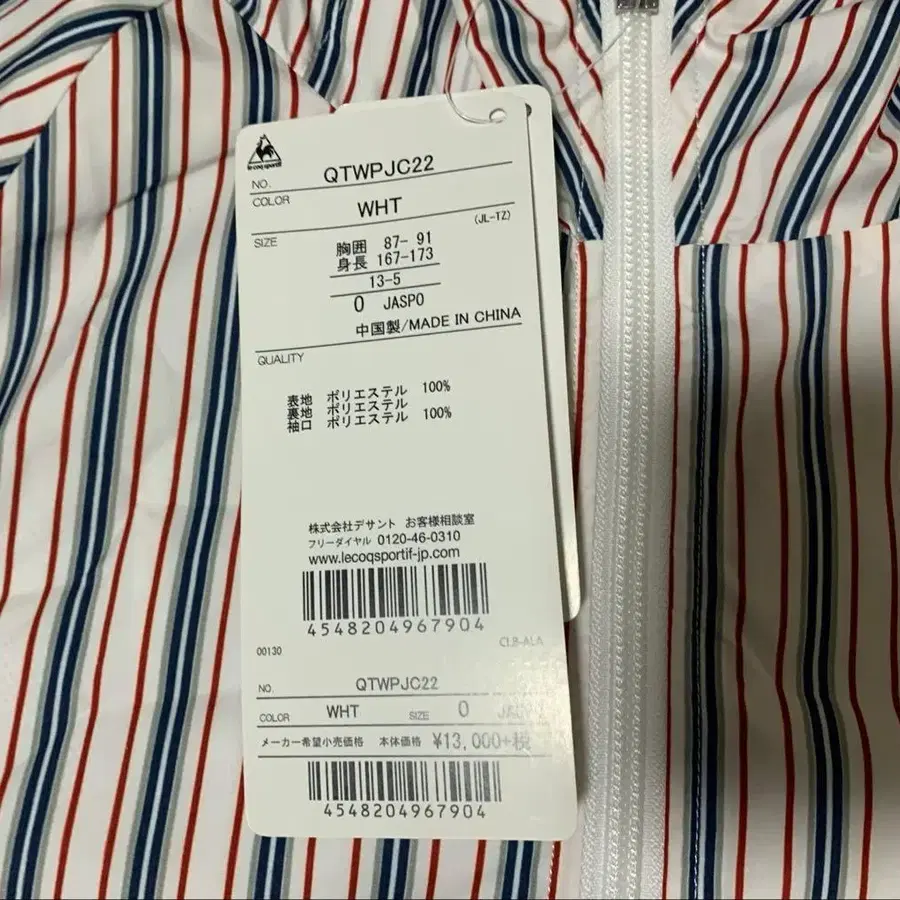 le coq sportif
NO. QTWPJC22
COLOR
WHT
(JL-TZ)
SIZE 胸囲 87- 91
身長 167-173
13-5
O JASPO
中国製/MADE IN CHINA
QUALITY
表地 ポリエステル 100%
裏地 ポリエステル
袖口 ポリエステル 100%
株式会社デサント お客様相談室
フリーダイヤル 0120-46-0310
www.lecoqsportif-jp.com
4548204967904
00130 CLB-ALA
NO. QTWPJC22
COLOR WHT SIZE O
メーカー希望小売価格 本体価格 ¥13,000+税
4548204967904